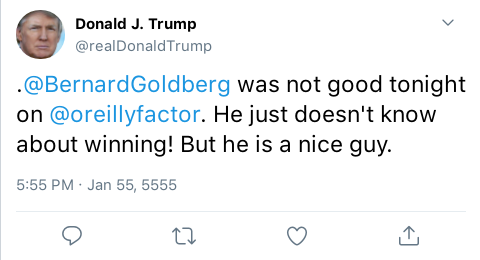 Donald J. Trump
@realDonaldTrump
.@BernardGoldberg was not good tonight
on @oreillyfactor. He just doesn't know
about winning! But he is a nice guy.
5:55 PM · Jan 55, 5555